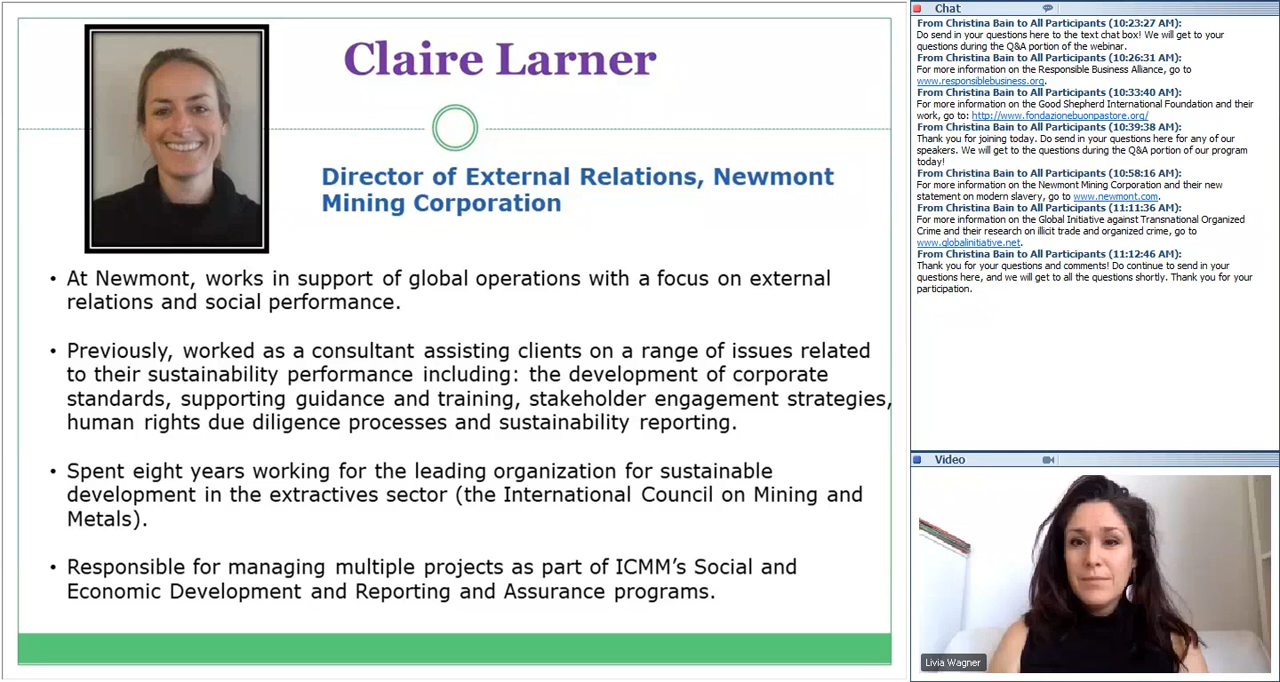 Claire Larner
Director of External Relations, Newmont
Mining Corporation
• At Newmont, works in support of global operations with a focus on external
relations and social performance.
• Previously, worked as a consultant assisting clients on a range of issues related
to their sustainability performance including: the development of corporate
standards, supporting guidance and training, stakeholder engagement strategies,
human rights due diligence processes and sustainability reporting.
• Spent eight years working for the leading organization for sustainable
development in the extractives sector (the International Council on Mining and
Metals).
• Responsible for managing multiple projects as part of ICMM’s Social and
Economic Development and Reporting and Assurance programs.
Chat
From Christina Bain to All Participants (10:23:27 AM):
Do send in your questions here to the text chat box! We will get to your
questions during the Q&A portion of the webinar.
From Christina Bain to All Participants (10:26:31 AM):
For more information on the Responsible Business Alliance, go to
www.responsiblebusiness.org.
From Christina Bain to All Participants (10:33:40 AM):
For more information on the Good Shepherd International Foundation and their
work, go to: http://www.fondazionebuonpastore.org/
From Christina Bain to All Participants (10:39:38 AM):
Thank you for joining today. Do send in your questions here for any of our
speakers. We will get to the questions during the Q&A portion of our program
today!
From Christina Bain to All Participants (10:58:16 AM):
For more information on the Newmont Mining Corporation and their new
statement on modern slavery, go to www.newmont.com.
From Christina Bain to All Participants (11:11:36 AM):
For more information on the Global Initiative against Transnational Organized
Crime and their research on illicit trade and organized crime, go to
www.globalinitiative.net.
From Christina Bain to All Participants (11:12:46 AM):
Thank you for your questions and comments! Do continue to send in your
questions here, and we will get to all the questions shortly. Thank you for your
participation.
Video
Livia Wagner